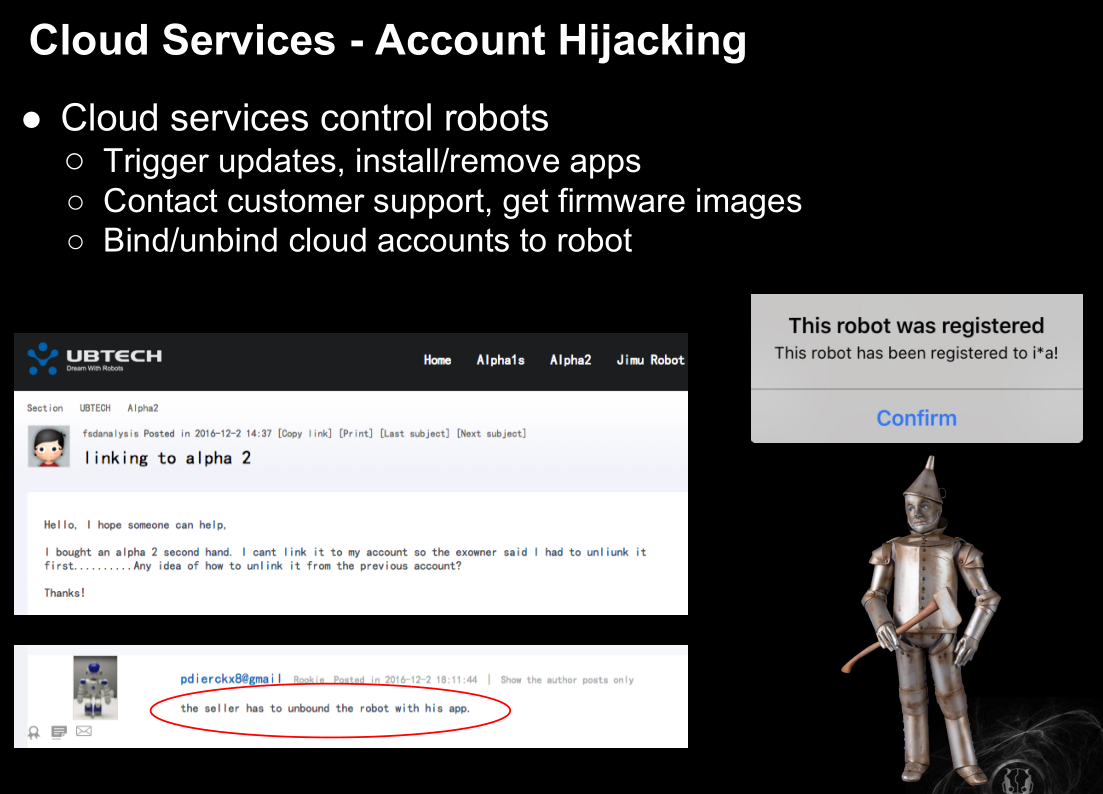 Cloud Services - Account Hijacking
● Cloud services control robots
○ Trigger updates, install/remove apps
○ Contact customer support, get firmware images
○ Bind/unbind cloud accounts to robot
UBTECH
Dream With Robots
Home Alpha1s Alpha2 Jimu Robot
Section UBTECH Alpha2
fsdanalysis Posted in 2016-12-2 14:37 [Copy link] [Print] [Last subject] [Next subject]
linking to alpha 2
Hello, I hope someone can help,
I bought an alpha 2 second hand. I cant link it to my account so the exowner said I had to unliunk it
first..........Any idea of how to unlink it from the previous account?
Thanks!
pdierckx8@gmail Rookie Posted in 2016-12-2 18:11:44 | Show the author posts only
the seller has to unbound the robot with his app.
This robot was registered
This robot has been registered to i*a!
Confirm